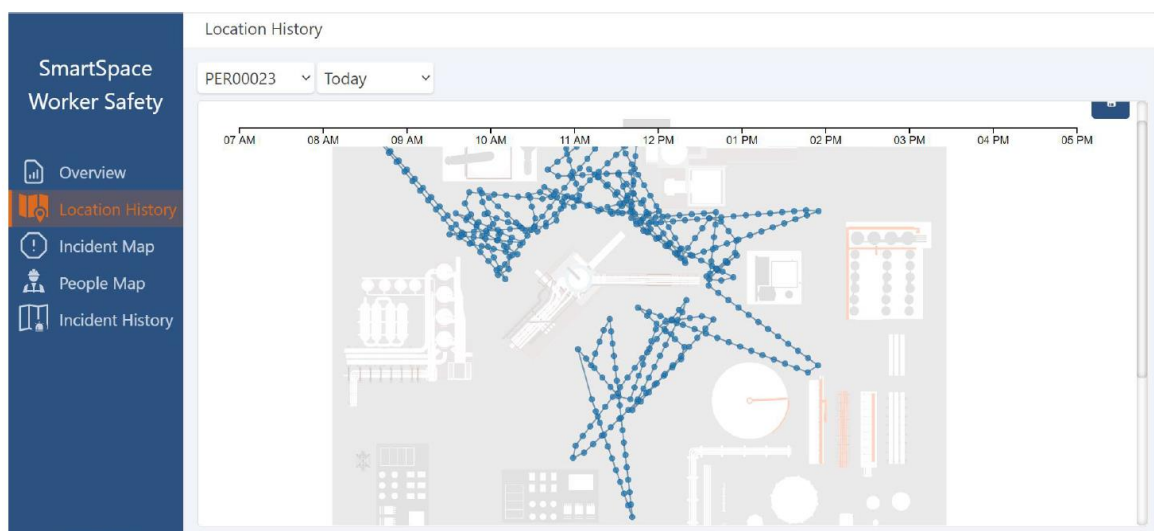 Location History
SmartSpace
Worker Safety
PER00023 Today
07 AM 08 AM 09 AM 10 AM 11 AM 12 PM 01 PM 02 PM 03 PM 04 PM 05 PM
Overview
Location History
Incident Map
People Map
Incident History